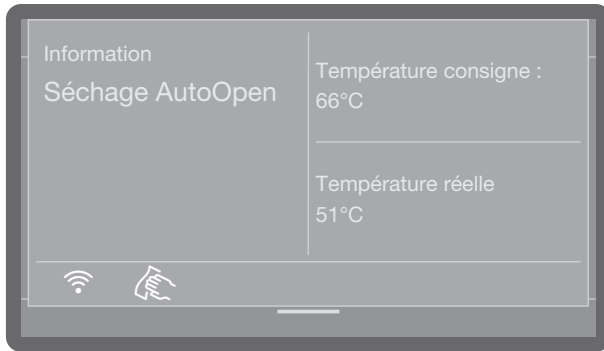 Information
Séchage AutoOpen
Température consigne :
66°C
Température réelle
51°C